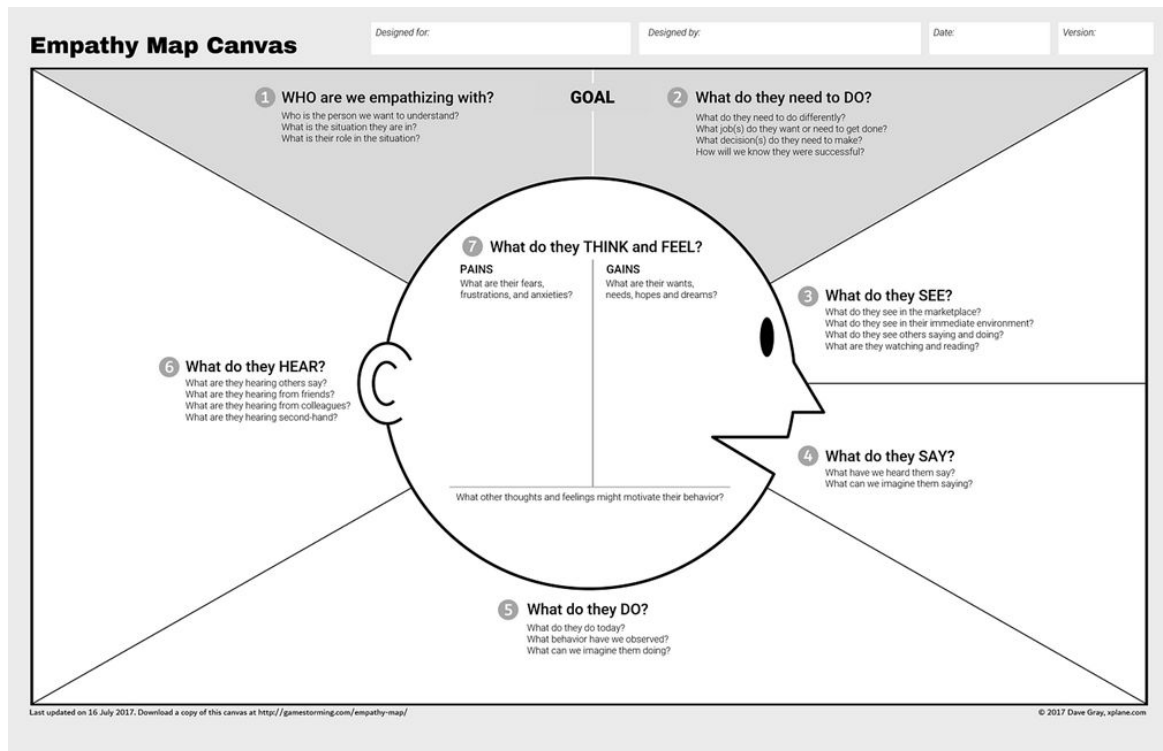 Empathy Map Canvas
Designed for:
Designed by:
Date:
Version:
1 WHO are we empathizing with?
Who is the person we want to understand?
What is the situation they are in?
What is their role in the situation?
GOAL
2 What do they need to DO?
What do they need to do differently?
What job(s) do they want or need to get done?
What decision(s) do they need to make?
How will we know they were successful?
3 What do they SEE?
What do they see in the marketplace?
What do they see in their immediate environment?
What do they see others saying and doing?
What are they watching and reading?
4 What do they SAY?
What have we heard them say?
What can we imagine them saying?
5 What do they DO?
What do they do today?
What behavior have we observed?
What can we imagine them doing?
6 What do they HEAR?
What are they hearing others say?
What are they hearing from friends?
What are they hearing from colleagues?
What are they hearing second-hand?
7 What do they THINK and FEEL?
PAINS
What are their fears,
frustrations, and anxieties?
GAINS
What are their wants,
needs, hopes and dreams?
What other thoughts and feelings might motivate their behavior?
Last updated on 16 July 2017. Download a copy of this canvas at http://gamestorming.com/empathy-map/
© 2017 Dave Gray, xplane.com